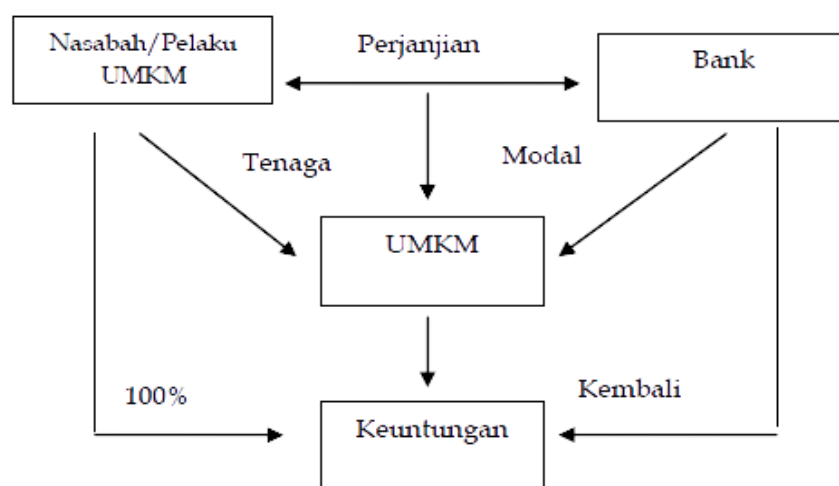 Nasabah/Pelaku
UMKM
Perjanjian
Bank
Tenaga
Modal
UMKM
100%
Kembali
Keuntungan